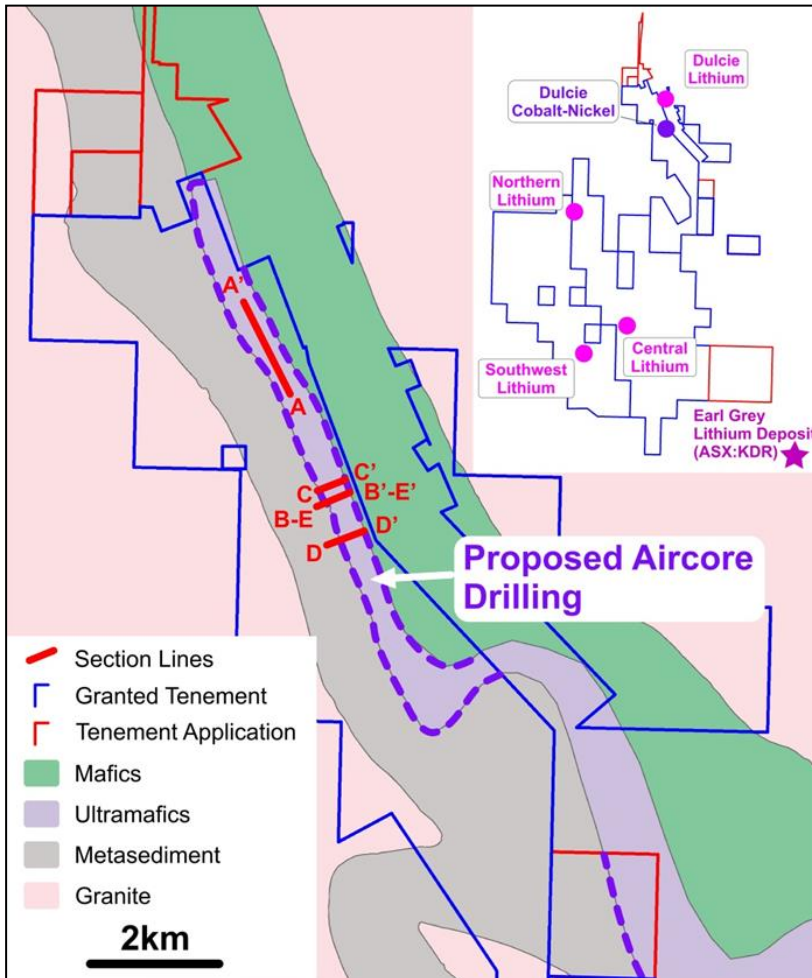 Dulcie
Lithium
Dulcie
Cobalt-Nickel
Northern
Lithium
Central
Lithium
Southwest
Lithium
Earl Grey
Lithium Deposit
(ASX:KDR)
A'
A
C'
C
B'-E'
B-E
D'
D
Proposed Aircore
Drilling
Section Lines
Granted Tenement
Tenement Application
Mafics
Ultramafics
Metasediment
Granite
2km